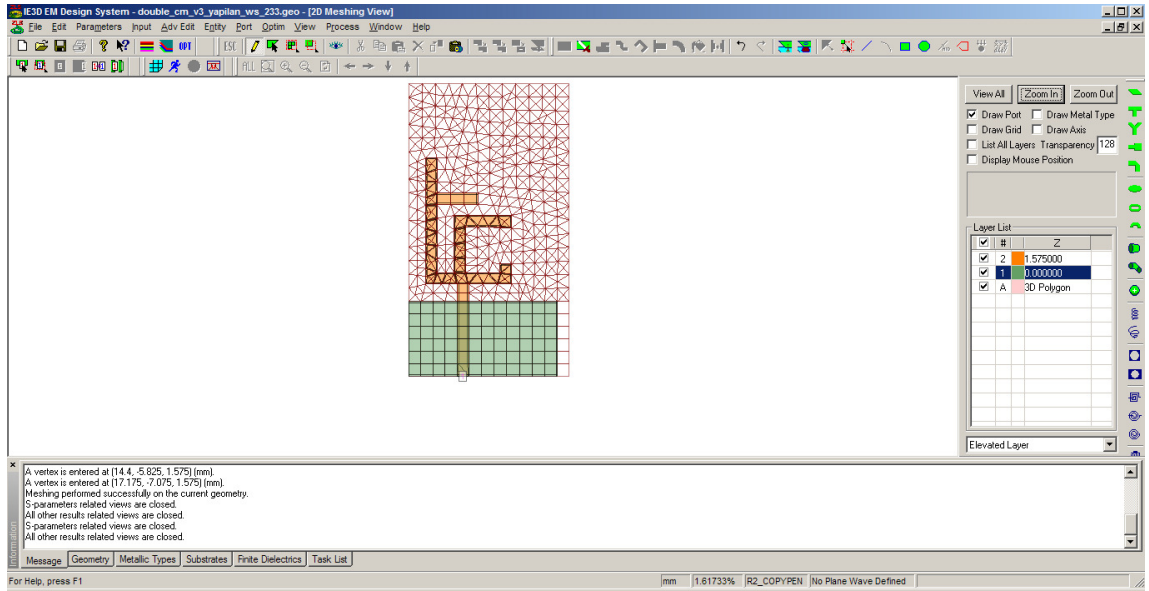 IE3D EM Design System - double_cm_v3_yapilan_ws_233.geo - [2D Meshing View]
File Edit Parameters Input Adv Edit Entity Port Optim View Process Window Help
ESC
ALL
View All Zoom In Zoom Out
Draw Port Draw Metal Type
Draw Grid Draw Axis
List All Layers Transparency 128
Display Mouse Position
Layer List
# Z
2 1.575000
1 0.000000
A 3D Polygon
Elevated Layer
A vertex is entered at (14.4, -5.825, 1.575) (mm).
A vertex is entered at (17.175, -7.075, 1.575) (mm).
Meshing performed successfully on the current geometry.
S-parameters related views are closed.
All other results related views are closed.
S-parameters related views are closed.
All other results related views are closed.
Information
Message Geometry Metallic Types Substrates Finite Dielectrics Task List
For Help, press F1 mm 1.61733% R2_COPYPEN No Plane Wave Defined